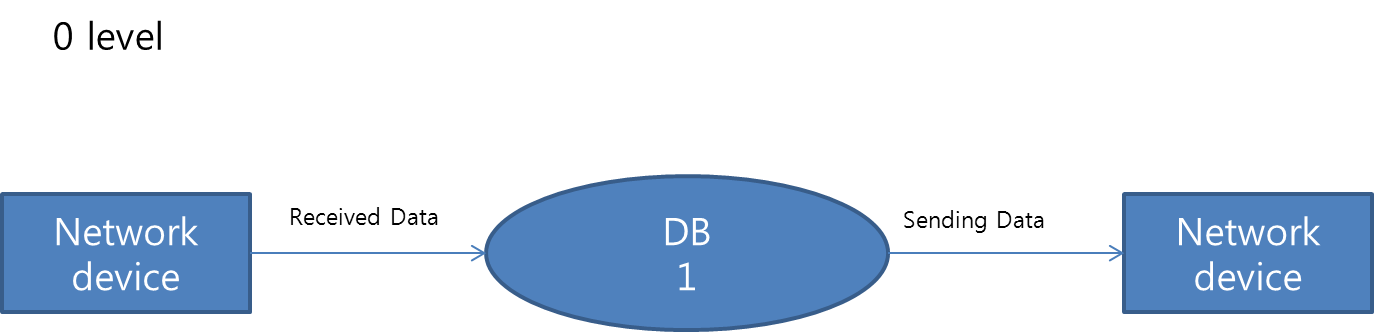 0 level
Network
device
Received Data
DB
1
Sending Data
Network
device